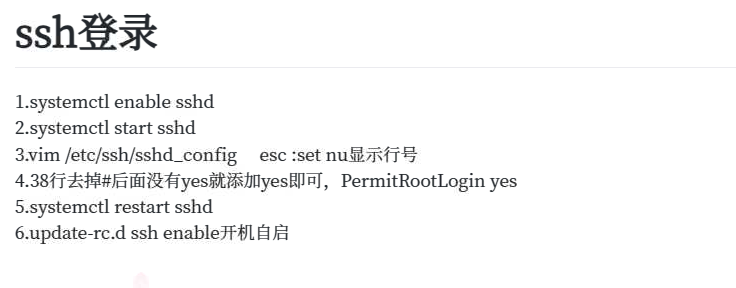 ssh登录
1.systemctl enable sshd
2.systemctl start sshd
3.vim /etc/ssh/sshd_config     esc :set nu显示行号
4.38行去掉#后面没有yes就添加yes即可，PermitRootLogin yes
5.systemctl restart sshd
6.update-rc.d ssh enable开机自启